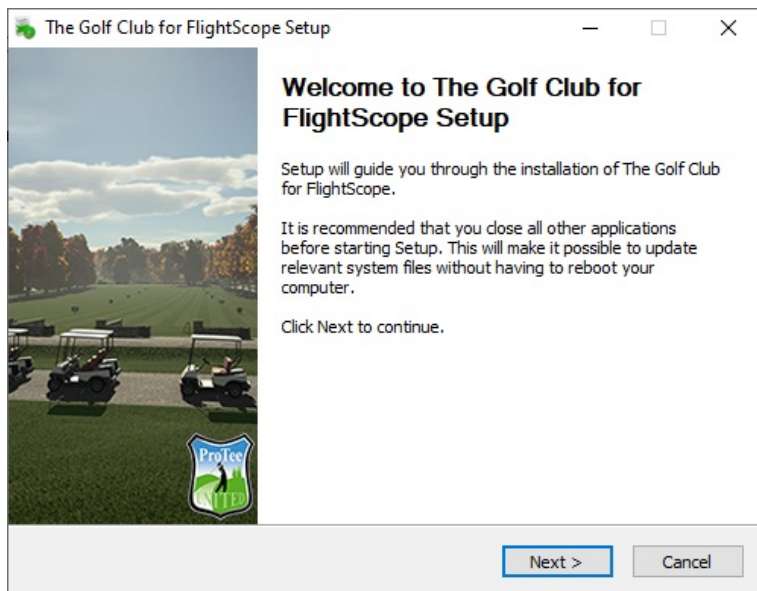 The Golf Club for FlightScope Setup
Welcome to The Golf Club for
FlightScope Setup
Setup will guide you through the installation of The Golf Club
for FlightScope.
It is recommended that you close all other applications
before starting Setup. This will make it possible to update
relevant system files without having to reboot your
computer.
Click Next to continue.
ProTee
UNITED
Next >
Cancel